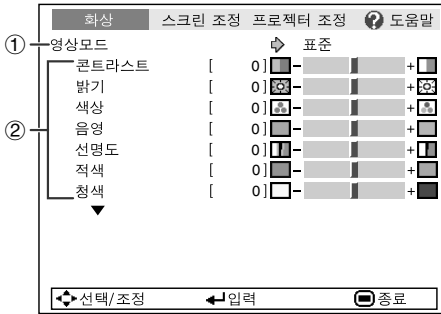 화상 스크린 조정 프로젝터 조정 ? 도움말
① 영상모드 표준
② 콘트라스트 [ 0 ] - +
밝기 [ 0 ] - +
색상 [ 0 ] - +
음영 [ 0 ] - +
선명도 [ 0 ] - +
적색 [ 0 ] - +
청색 [ 0 ] - +
선택/조정 입력 종료